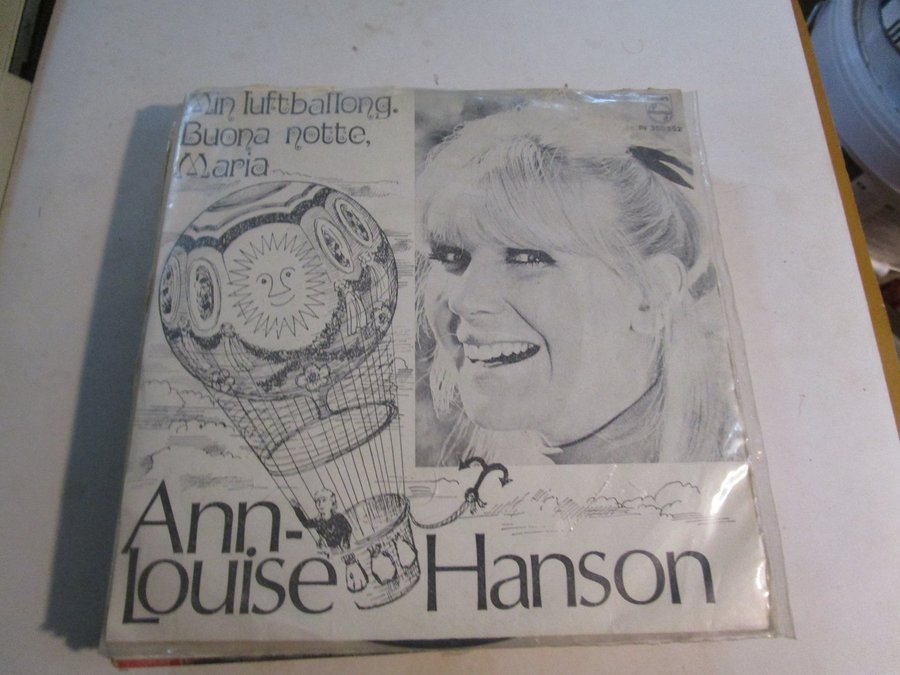 Min luftballong.
Buona notte,
Maria
Ann-
Louise Hanson